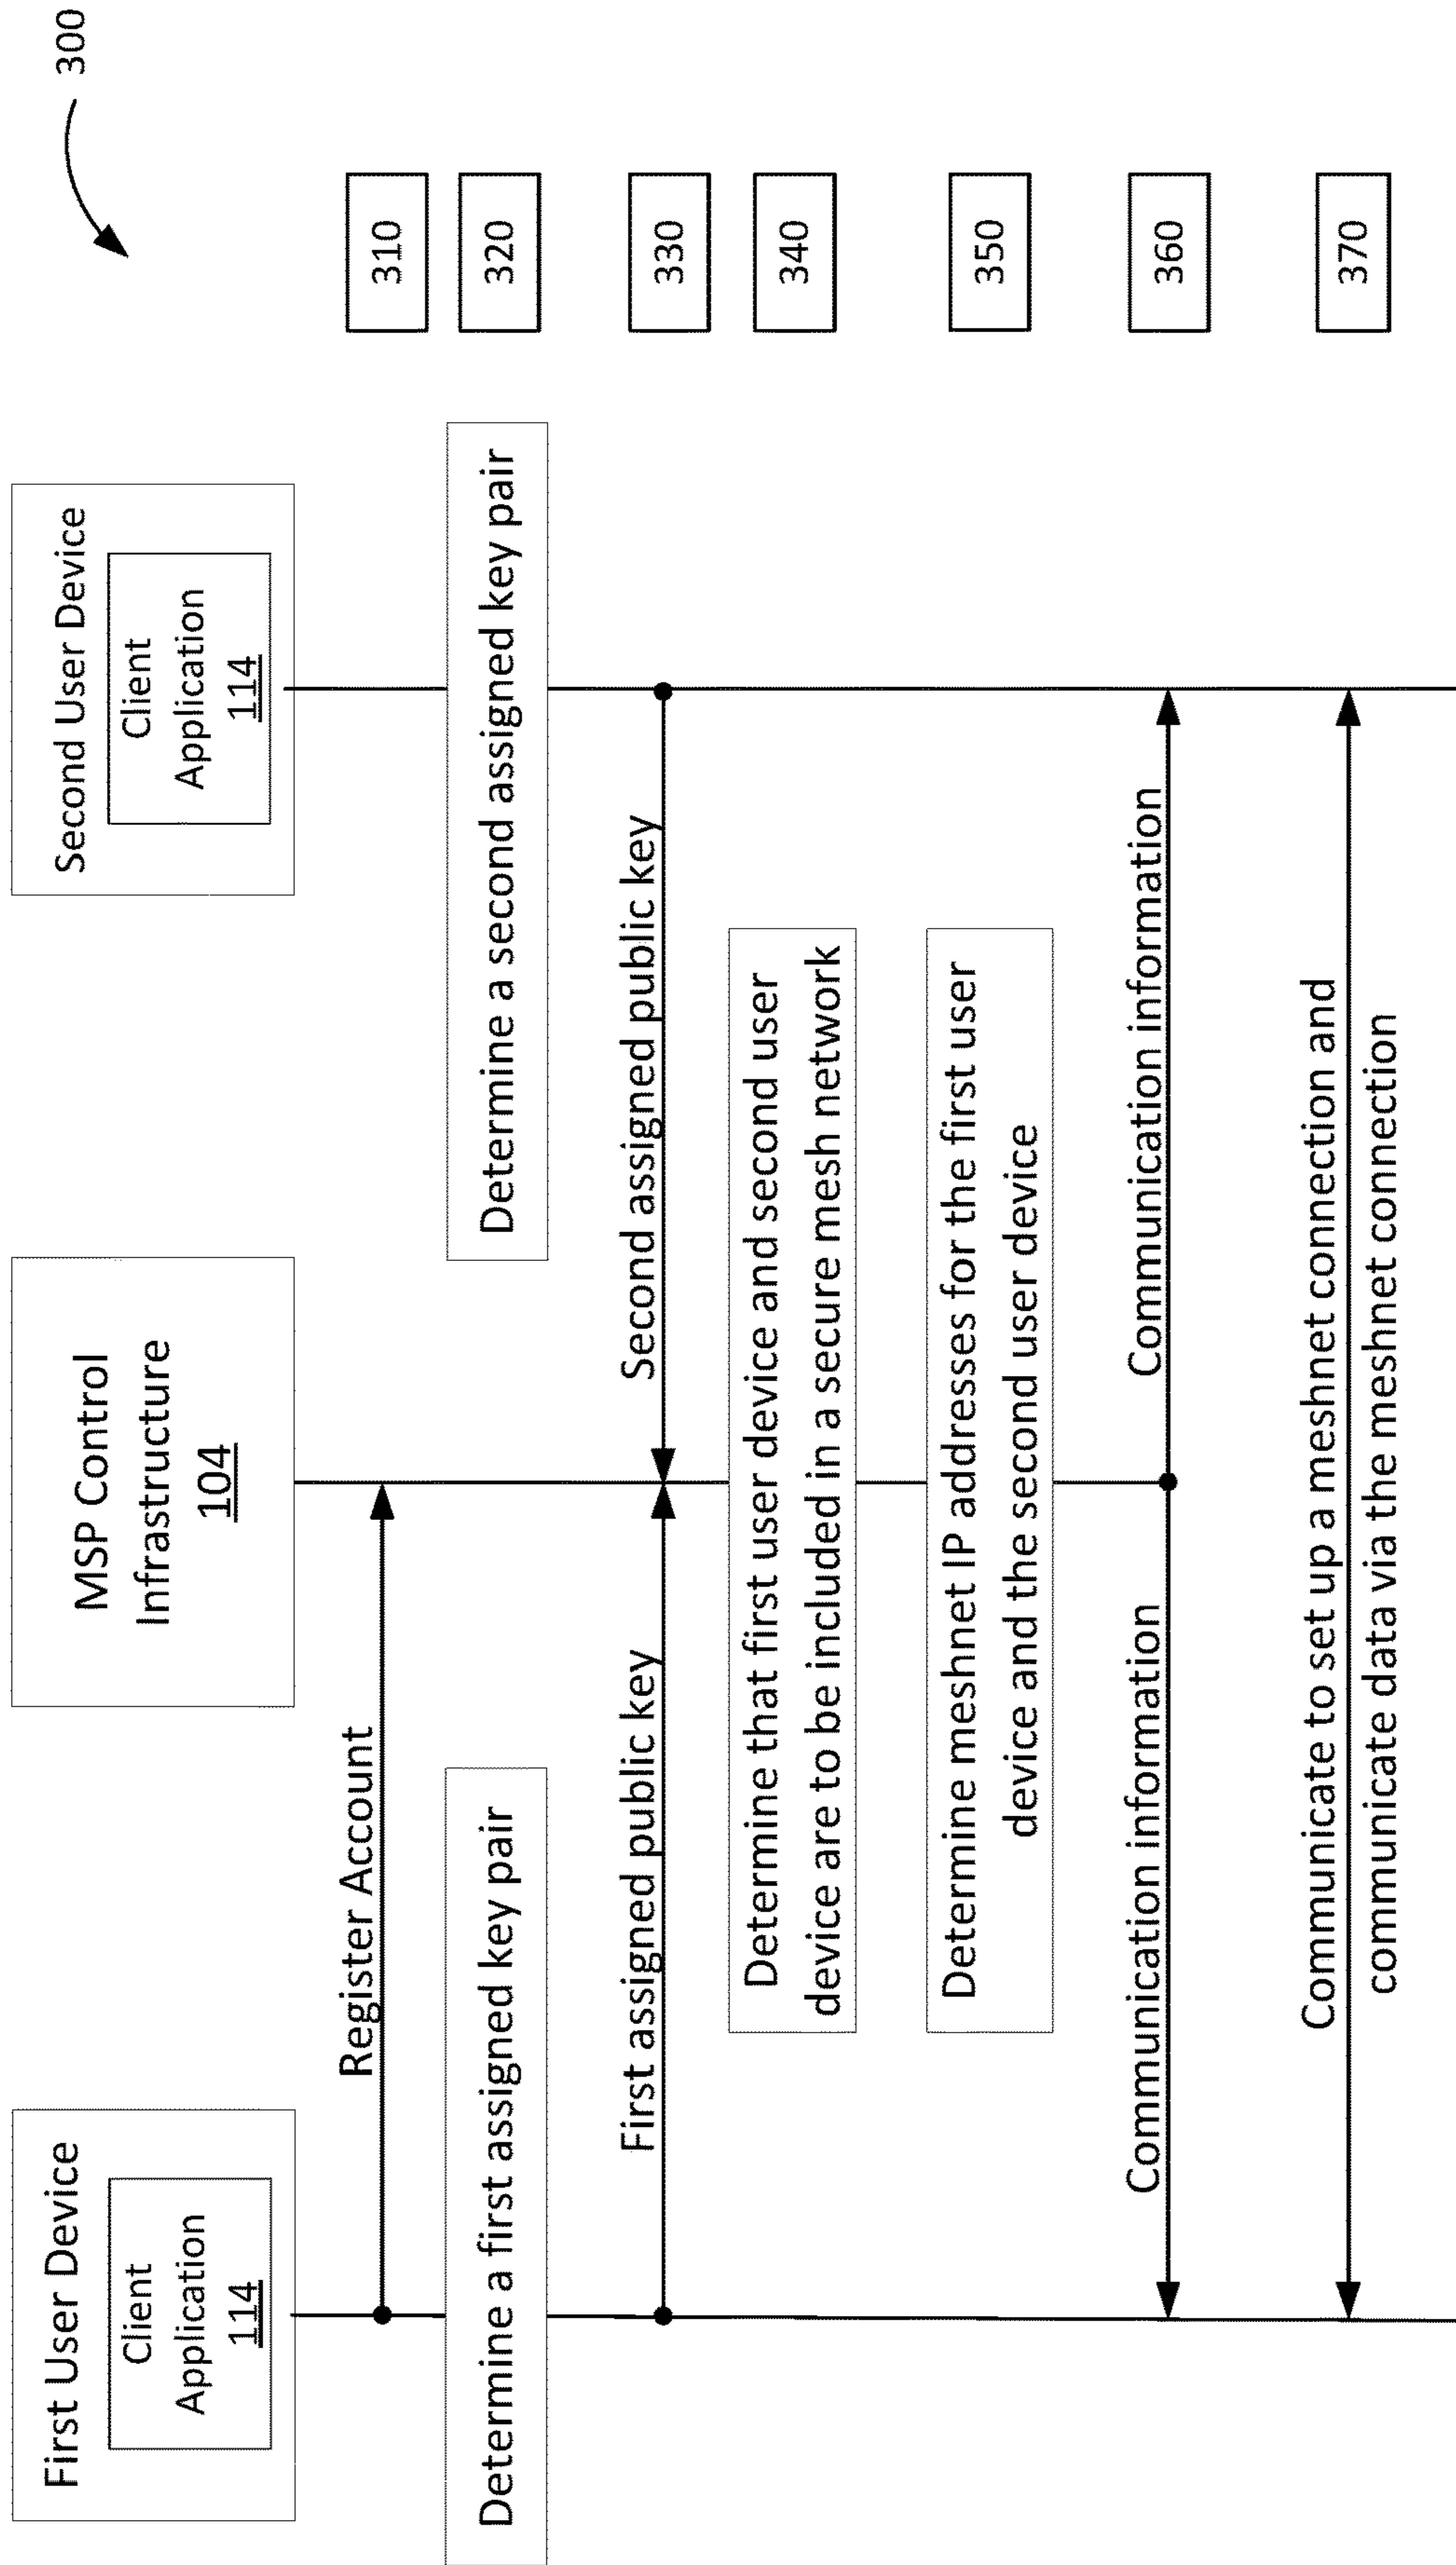 300
First User Device
Client
Application
114
MSP Control
Infrastructure
104
Second User Device
Client
Application
114
Register Account
310
Determine a first assigned key pair
Determine a second assigned key pair
320
First assigned public key
Second assigned public key
330
Determine that first user device and second user
device are to be included in a secure mesh network
340
Determine meshnet IP addresses for the first user
device and the second user device
350
Communication information
Communication information
360
Communicate to set up a meshnet connection and
communicate data via the meshnet connection
370